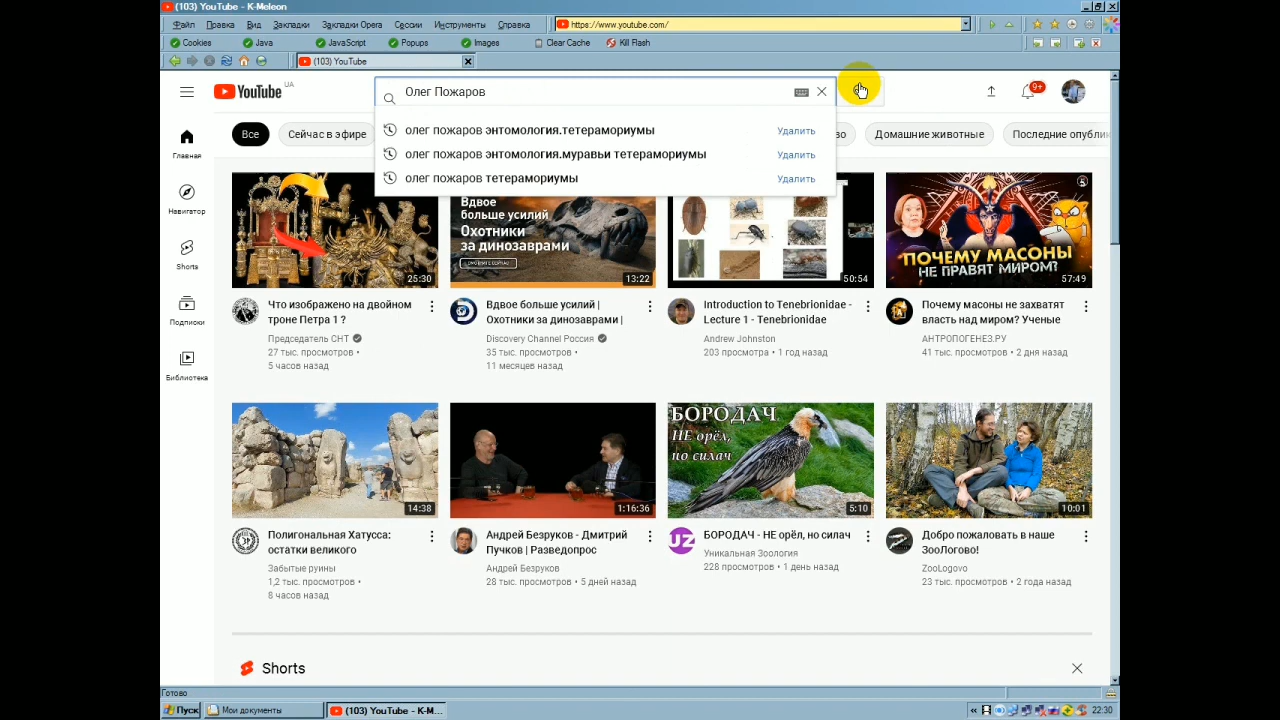 (103) YouTube - K-Meleon
Файл Правка Вид Закладки Закладки Opera Сессии Инструменты Справка
https://www.youtube.com/
Cookies Java JavaScript Popups Images Clear Cache Kill Flash
(103) YouTube
YouTube UA
Олег Пожаров
9+
олег пожаров энтомология.тетерамориумы Удалить
олег пожаров энтомология.муравьи тетерамориумы Удалить
олег пожаров тетерамориумы Удалить
Все Сейчас в эфире во Домашние животные Последние опублик
Главная
Навигатор
Shorts
Подписки
Библиотека
25:30
Вдвое
больше усилий
Охотники
за динозаврами
13:22
50:54
ПОЧЕМУ МАСОНЫ
НЕ ПРАВЯТ МИРОМ?
57:49
Что изображено на двойном
троне Петра 1 ?
Председатель СНТ
27 тыс. просмотров •
5 часов назад
Вдвое больше усилий |
Охотники за динозаврами |
Discovery Channel Россия
35 тыс. просмотров •
11 месяцев назад
Introduction to Tenebrionidae -
Lecture 1 - Tenebrionidae
Andrew Johnston
203 просмотра • 1 год назад
Почему масоны не захватят
власть над миром? Ученые
АНТРОПОГЕНЕЗ.РУ
41 тыс. просмотров • 2 дня назад
14:38
1:16:36
БОРОДАЧ
НЕ орёл,
но силач
5:10
10:01
Полигональная Хатусса:
остатки великого
Забытые руины
1,2 тыс. просмотров •
8 часов назад
Андрей Безруков - Дмитрий
Пучков | Разведопрос
Андрей Безруков
28 тыс. просмотров • 5 дней назад
UZ
БОРОДАЧ - НЕ орёл, но силач
Уникальная Зоология
228 просмотров • 1 день назад
Добро пожаловать в наше
ЗооЛогово!
ZooLogovo
23 тыс. просмотров • 2 года назад
Shorts
Готово
Пуск Мои документы (103) YouTube - K-M... 22:30